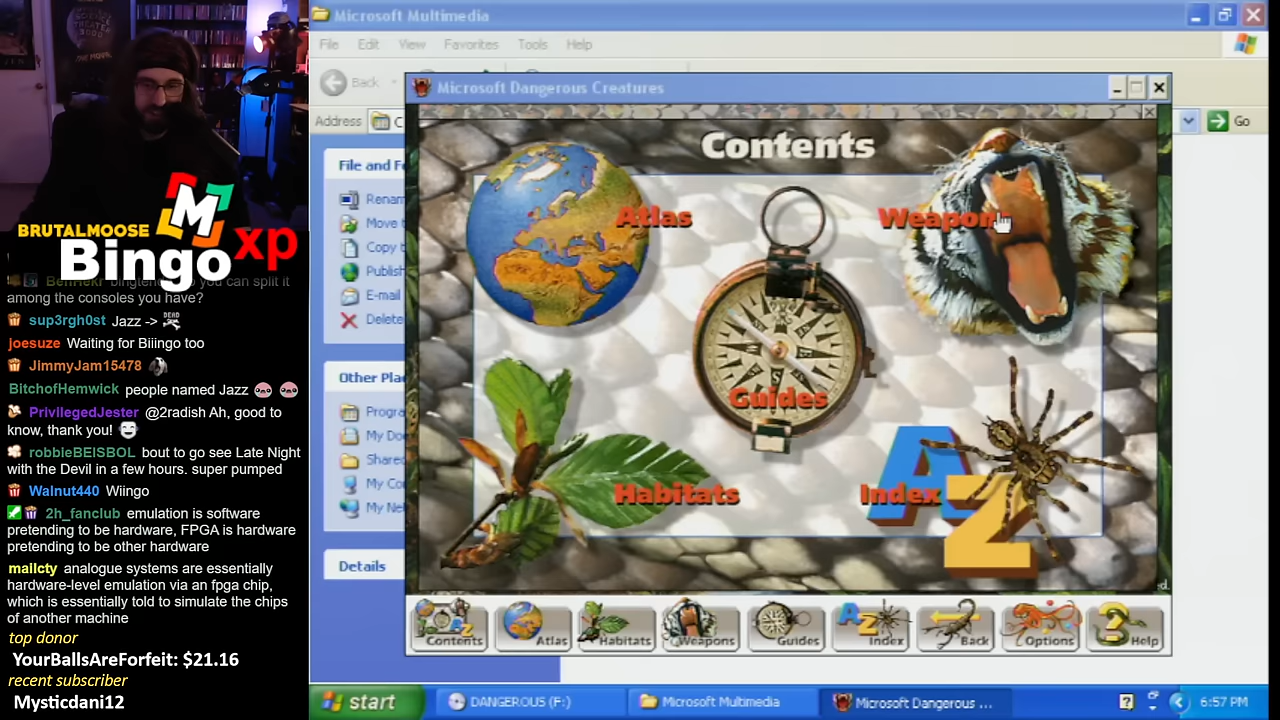 Microsoft Multimedia
File Edit View Favorites Tools Help
Back
Address C Go
Microsoft Dangerous Creatures
Contents
Atlas
Weapon
Guides
Habitats
Index
A
Z
Contents Atlas Habitats Weapons Guides Index Back Options Help
File and F
Renam
Move t
Copy t
Publish
E-mail
Delete
Other Pla
Progra
My Doc
Shared
My Co
My Net
Details
start DANGEROUS (F:) Microsoft Multimedia Microsoft Dangerous ... 6:57 PM
BRUTALMOOSE
M
Bingo xp
you can split it
among the consoles you have?
sup3rgh0st Jazz -> DEAD
joesuze Waiting for Biiingo too
JimmyJam15478
BitchofHemwick people named Jazz
PrivilegedJester @2radish Ah, good to
know, thank you!
robbieBEISBOL bout to go see Late Night
with the Devil in a few hours. super pumped
Walnut440 Wiingo
2h_fanclub emulation is software
pretending to be hardware, FPGA is hardware
pretending to be other hardware
mailcty analogue systems are essentially
hardware-level emulation via an fpga chip,
which is essentially told to simulate the chips
of another machine
top donor
YourBallsAreForfeit: $21.16
recent subscriber
Mysticdani12